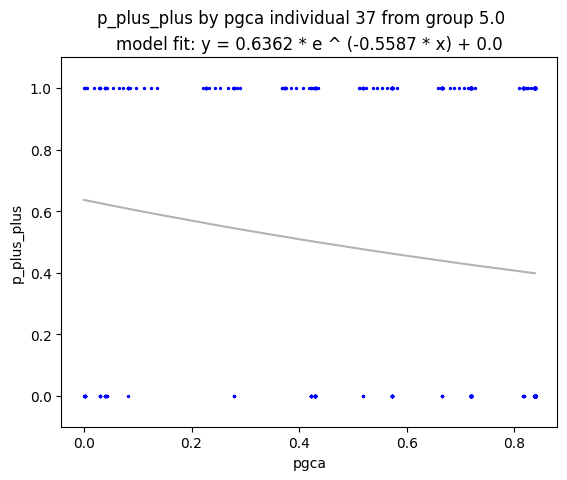 p_plus_plus by pgca individual 37 from group 5.0
model fit: y = 0.6362 * e ^ (-0.5587 * x) + 0.0
1.0
0.8
0.6
0.4
0.2
0.0
p_plus_plus
0.0 0.2 0.4 0.6 0.8
pgca